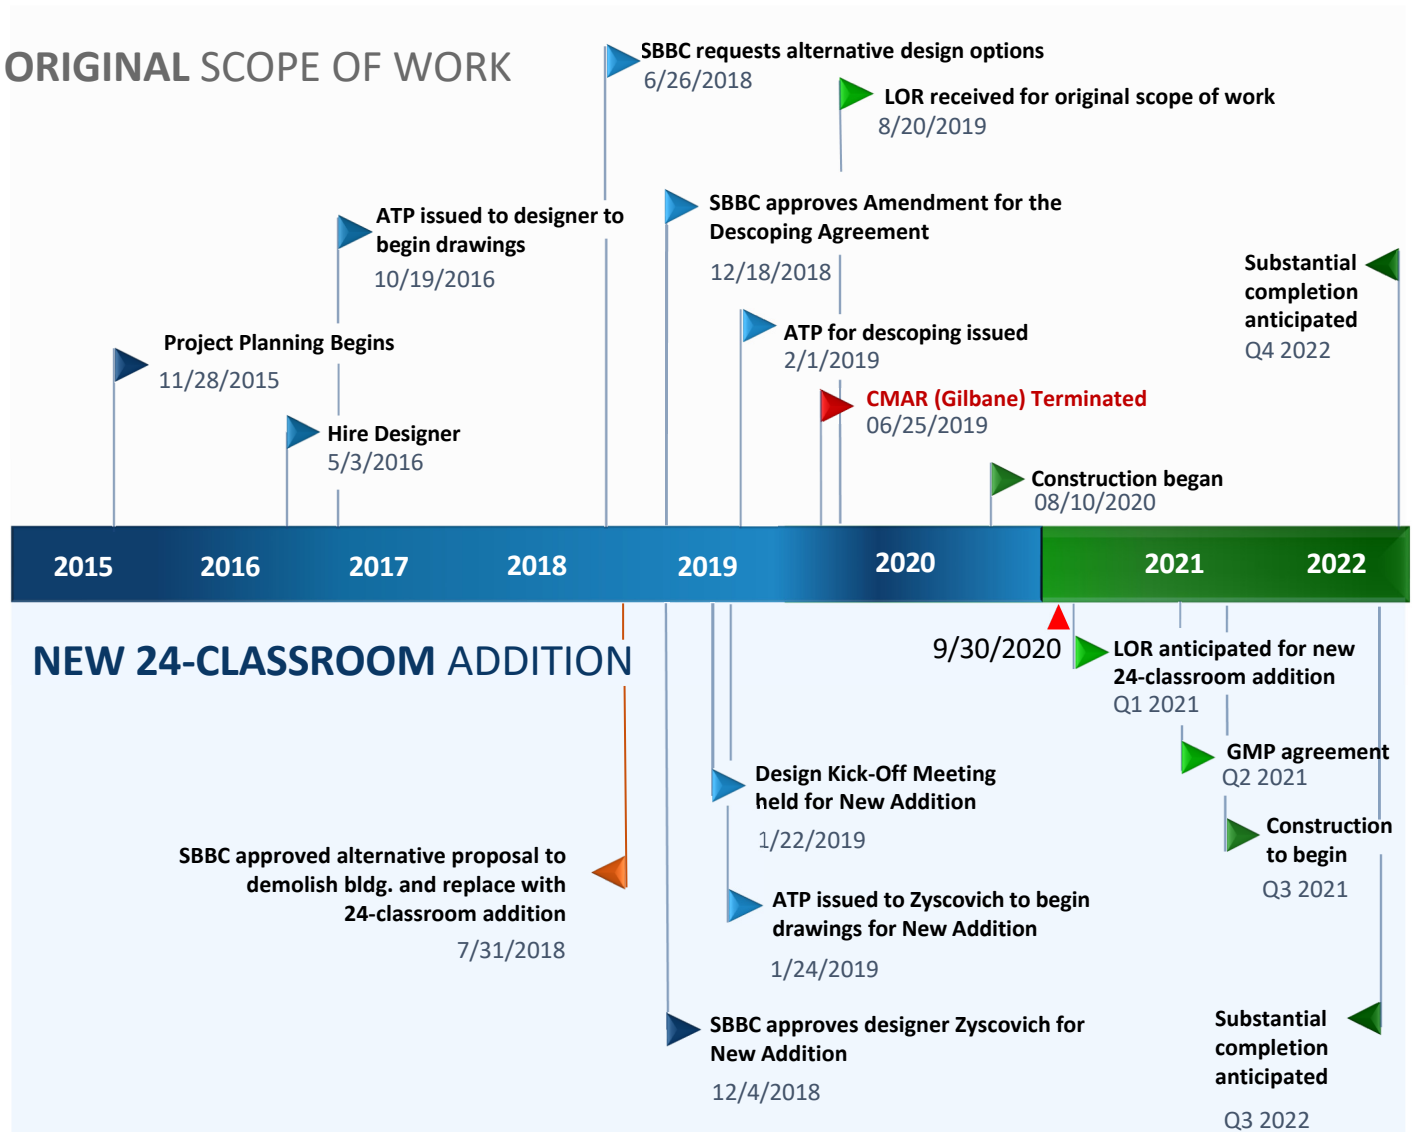 ORIGINAL SCOPE OF WORK
SBBC requests alternative design options
6/26/2018
LOR received for original scope of work
8/20/2019
SBBC approves Amendment for the
Descoping Agreement
12/18/2018
ATP issued to designer to
begin drawings
10/19/2016
Substantial
completion
anticipated
Q4 2022
ATP for descoping issued
2/1/2019
Project Planning Begins
11/28/2015
CMAR (Gilbane) Terminated
06/25/2019
Hire Designer
5/3/2016
Construction began
08/10/2020
2015 2016 2017 2018 2019 2020 2021 2022
NEW 24-CLASSROOM ADDITION
9/30/2020
LOR anticipated for new
24-classroom addition
Q1 2021
GMP agreement
Q2 2021
Design Kick-Off Meeting
held for New Addition
1/22/2019
Construction
to begin
Q3 2021
SBBC approved alternative proposal to
demolish bldg. and replace with
24-classroom addition
7/31/2018
ATP issued to Zyscovich to begin
drawings for New Addition
1/24/2019
SBBC approves designer Zyscovich for
New Addition
12/4/2018
Substantial
completion
anticipated
Q3 2022